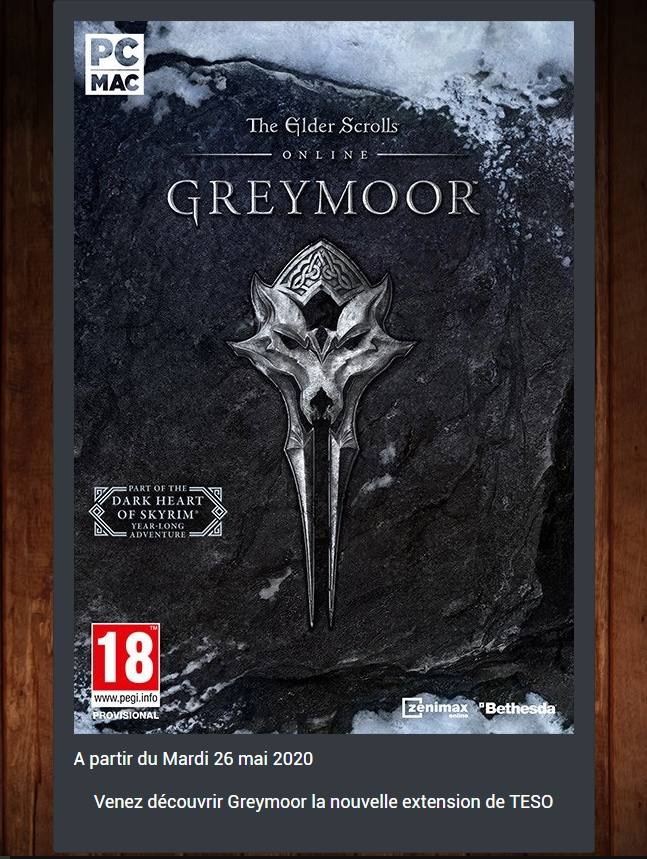 PC
MAC
The Elder Scrolls
ONLINE
GREYMOOR
PART OF THE
DARK HEART
OF SKYRIM®
YEAR-LONG
ADVENTURE
18 ™
www.pegi.info
PROVISIONAL
zenimax
online
Bethesda
A partir du Mardi 26 mai 2020
Venez découvrir Greymoor la nouvelle extension de TESO